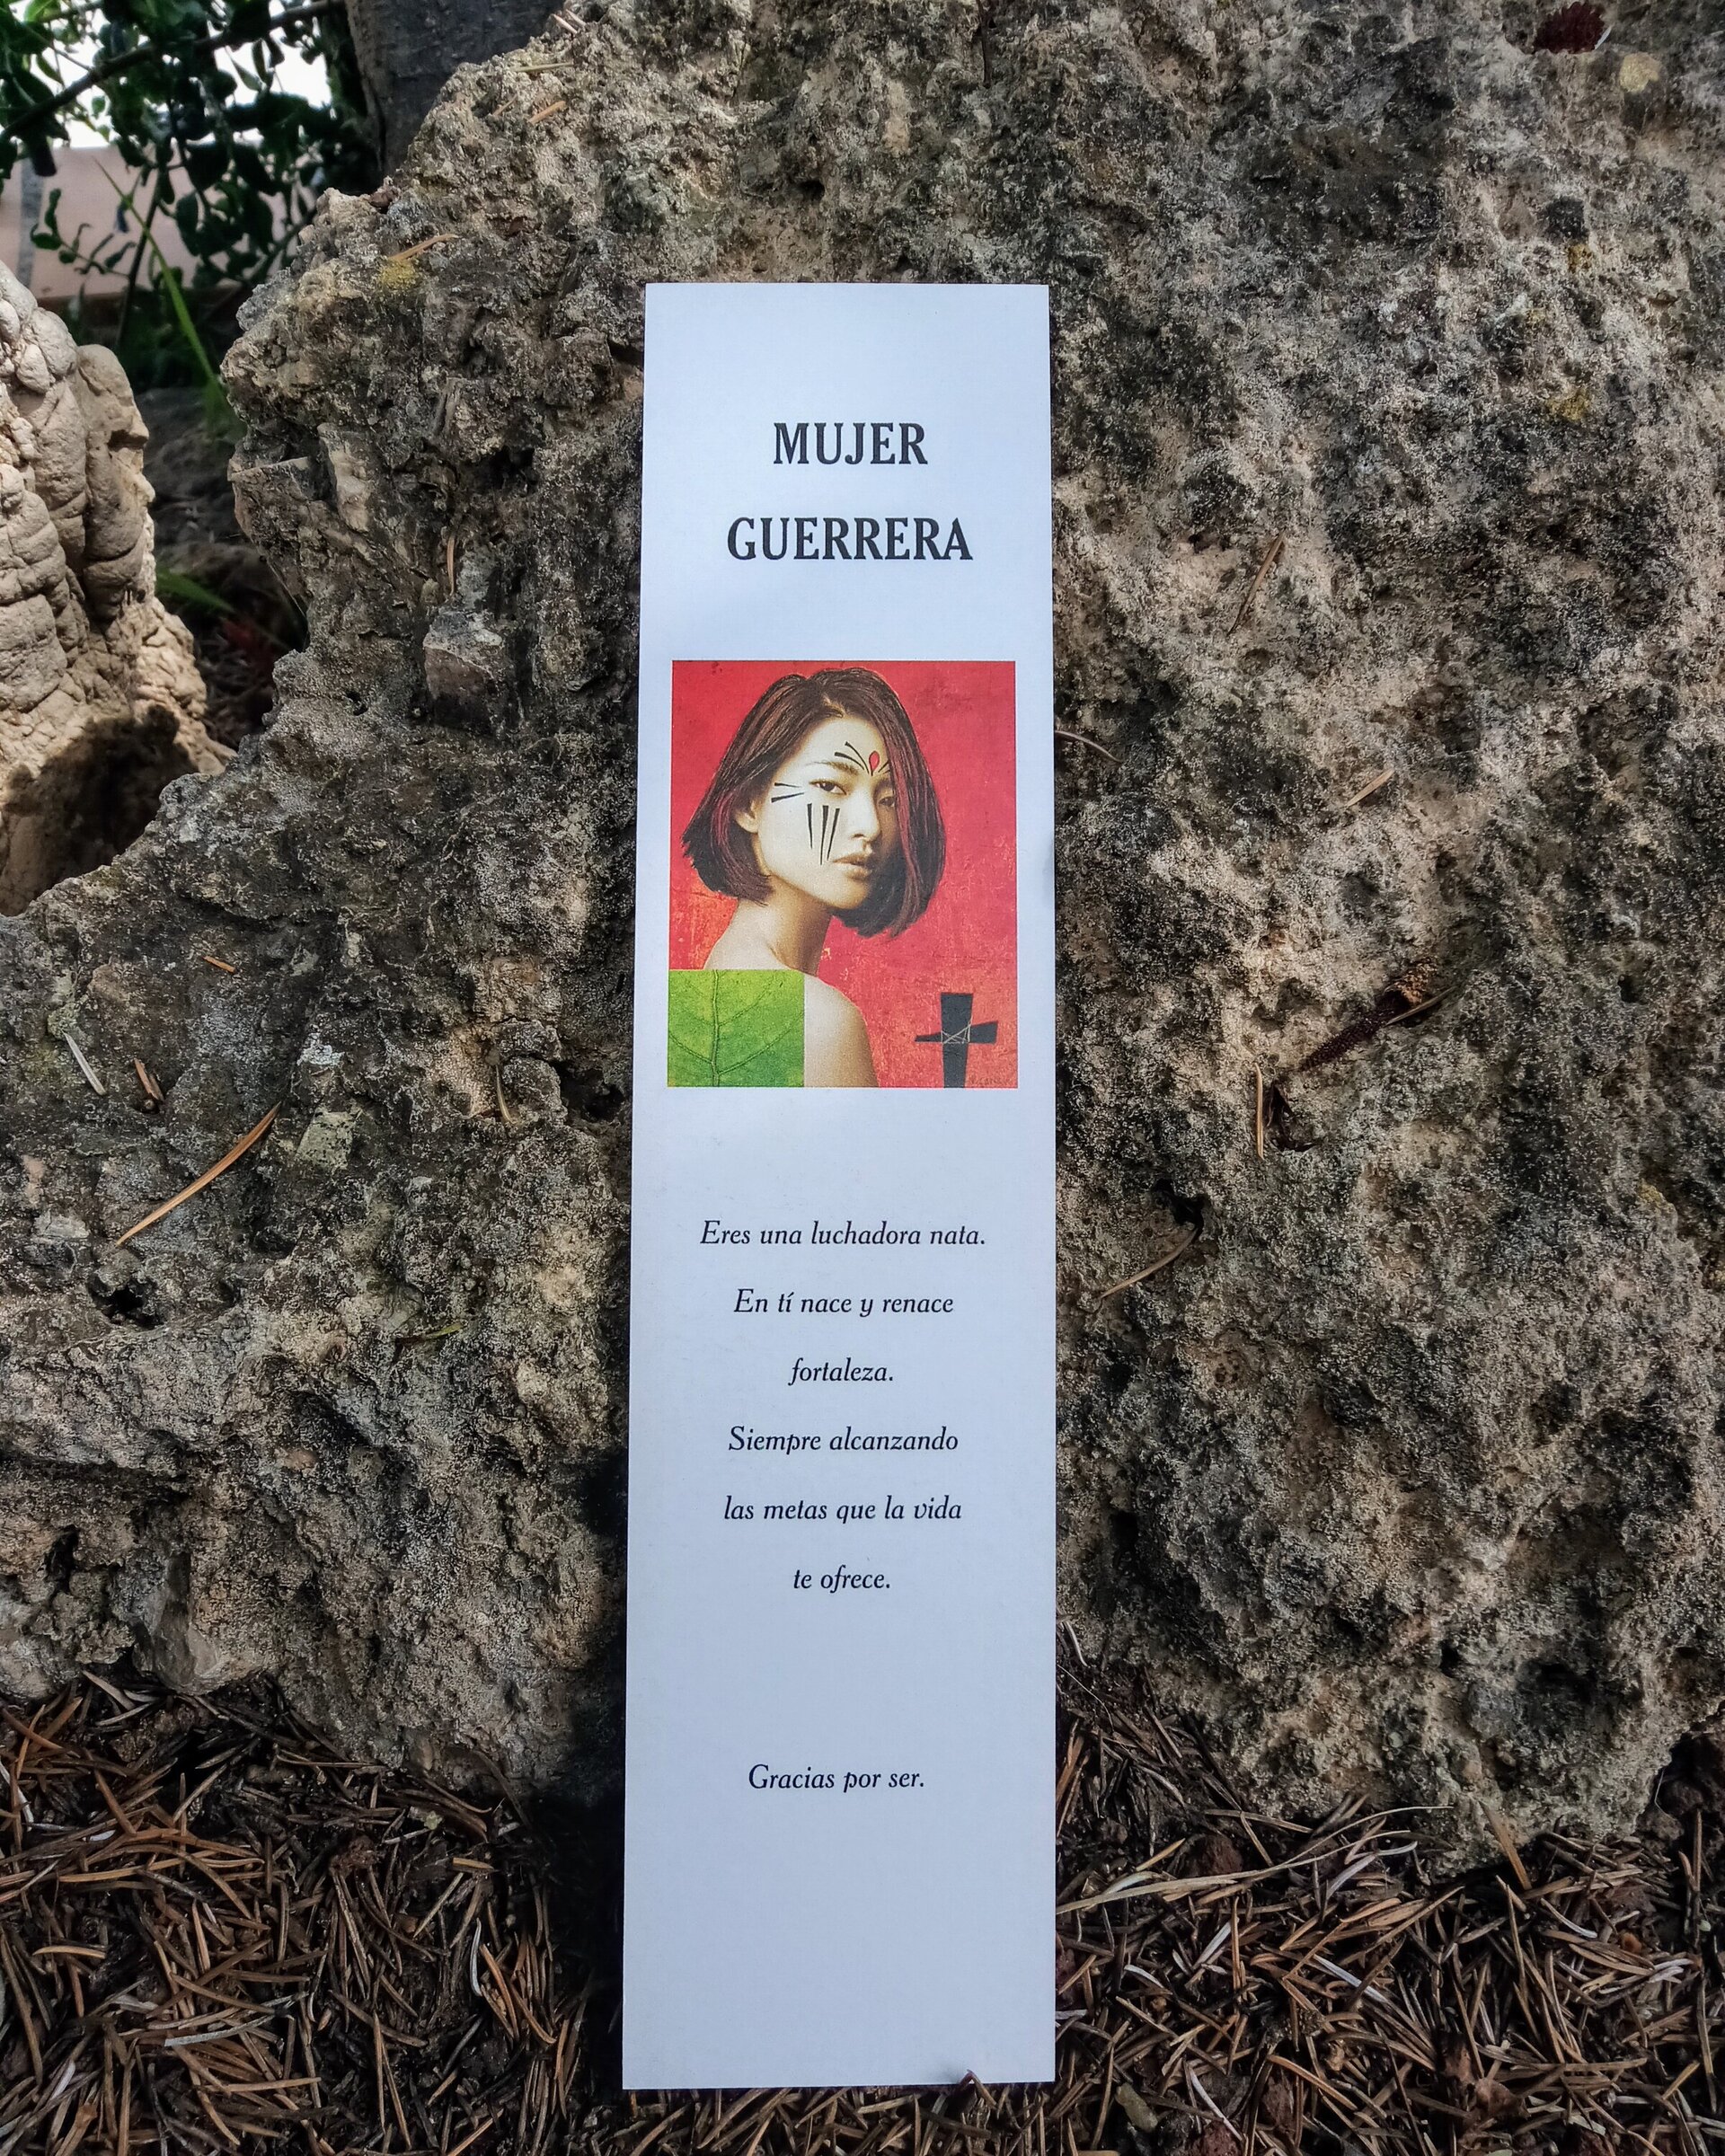 MUJER
GUERRERA
Eres una luchadora nata.
En tí nace y renace
fortaleza.
Siempre alcanzando
las metas que la vida
te ofrece.
Gracias por ser.